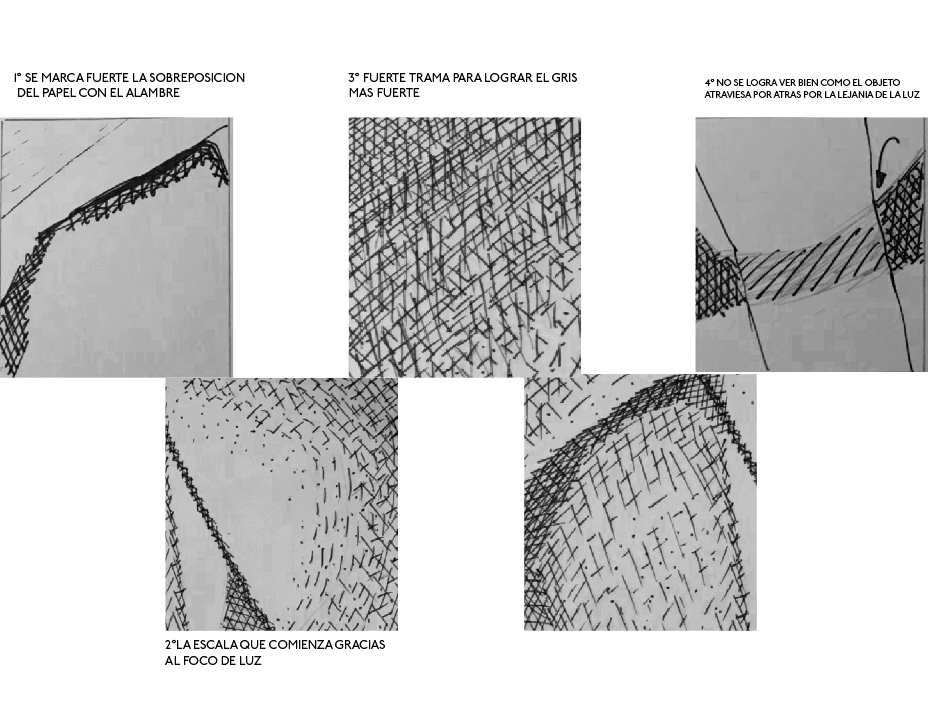 1° SE MARCA FUERTE LA SOBREPOSICION
DEL PAPEL CON EL ALAMBRE
3° FUERTE TRAMA PARA LOGRAR EL GRIS
MAS FUERTE
4° NO SE LOGRA VER BIEN COMO EL OBJETO
ATRAVIESA POR ATRAS POR LA LEJANIA DE LA LUZ
2°LA ESCALA QUE COMIENZA GRACIAS
AL FOCO DE LUZ